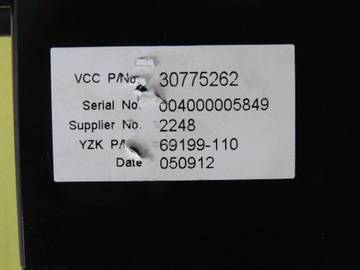 VCC P/No. 30775262
Serial No. 004000005849
Supplier No. 2248
YZK P/ 69199-110
Date 050912